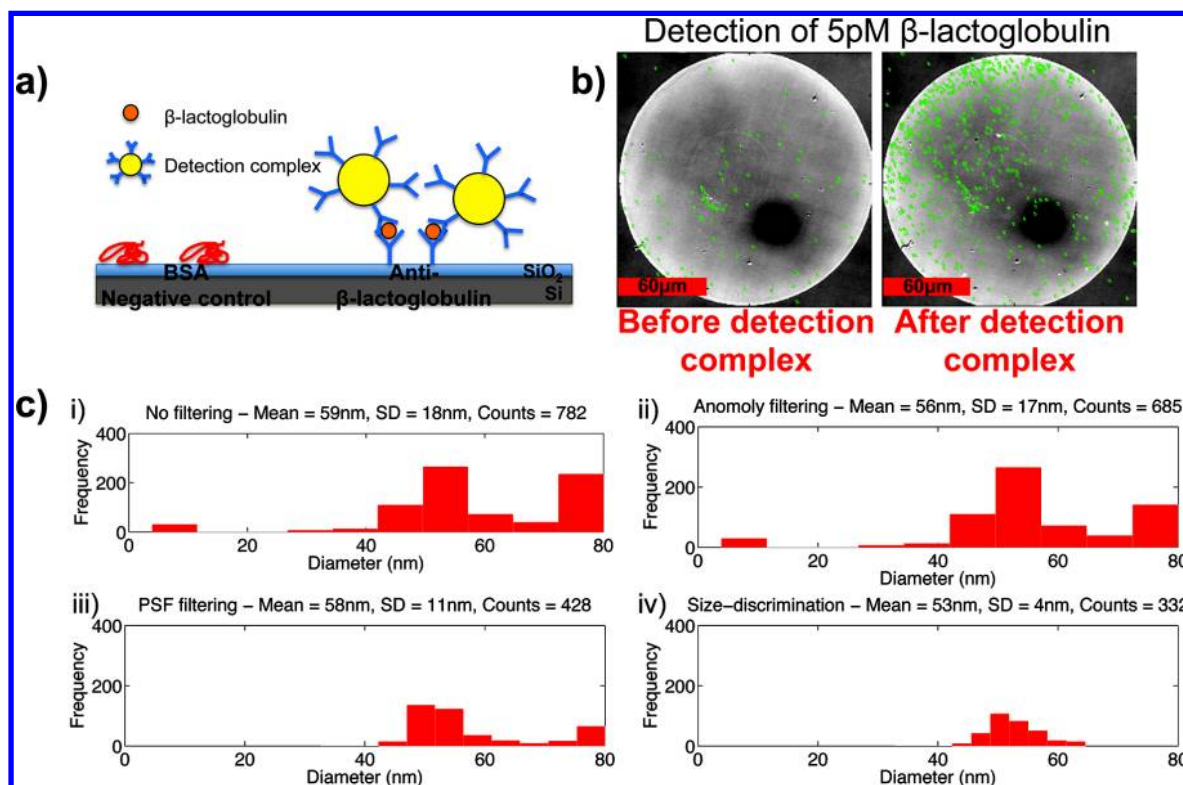 a)
β-lactoglobulin
Detection complex
BSA
Negative control
Anti-
β-lactoglobulin
SiO₂
Si
Detection of 5pM β-lactoglobulin
b)
60μm
60μm
Before detection
complex
After detection
complex
c)
i)
No filtering – Mean = 59nm, SD = 18nm, Counts = 782
400
200
0
Frequency
0 20 40 60 80
Diameter (nm)
ii)
Anomoly filtering – Mean = 56nm, SD = 17nm, Counts = 685
400
200
0
Frequency
0 20 40 60 80
Diameter (nm)
iii)
PSF filtering – Mean = 58nm, SD = 11nm, Counts = 428
400
200
0
Frequency
0 20 40 60 80
Diameter (nm)
iv)
Size–discrimination – Mean = 53nm, SD = 4nm, Counts = 332
400
200
0
Frequency
0 20 40 60 80
Diameter (nm)